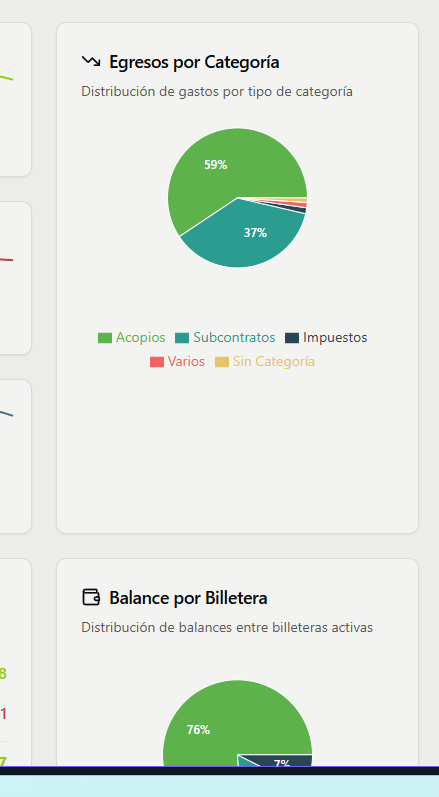 Egresos por Categoría
Distribución de gastos por tipo de categoría
59%
37%
Acopios Subcontratos Impuestos
Varios Sin Categoría
Balance por Billetera
Distribución de balances entre billeteras activas
8
76%
1
7
7%